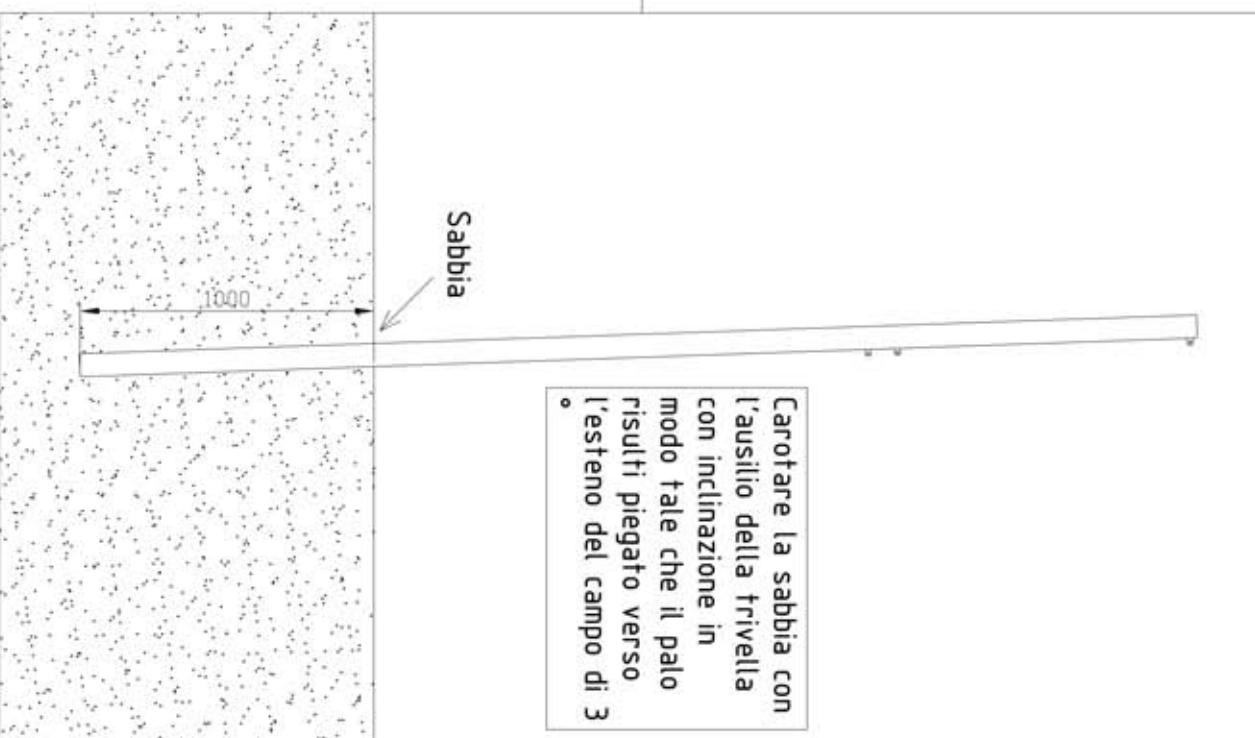 Sabbia
1000
Carotare la sabbia con
l'ausilio della trivella
con inclinazione in
modo tale che il palo
risulti piegato verso
l'esteno del campo di 3
°